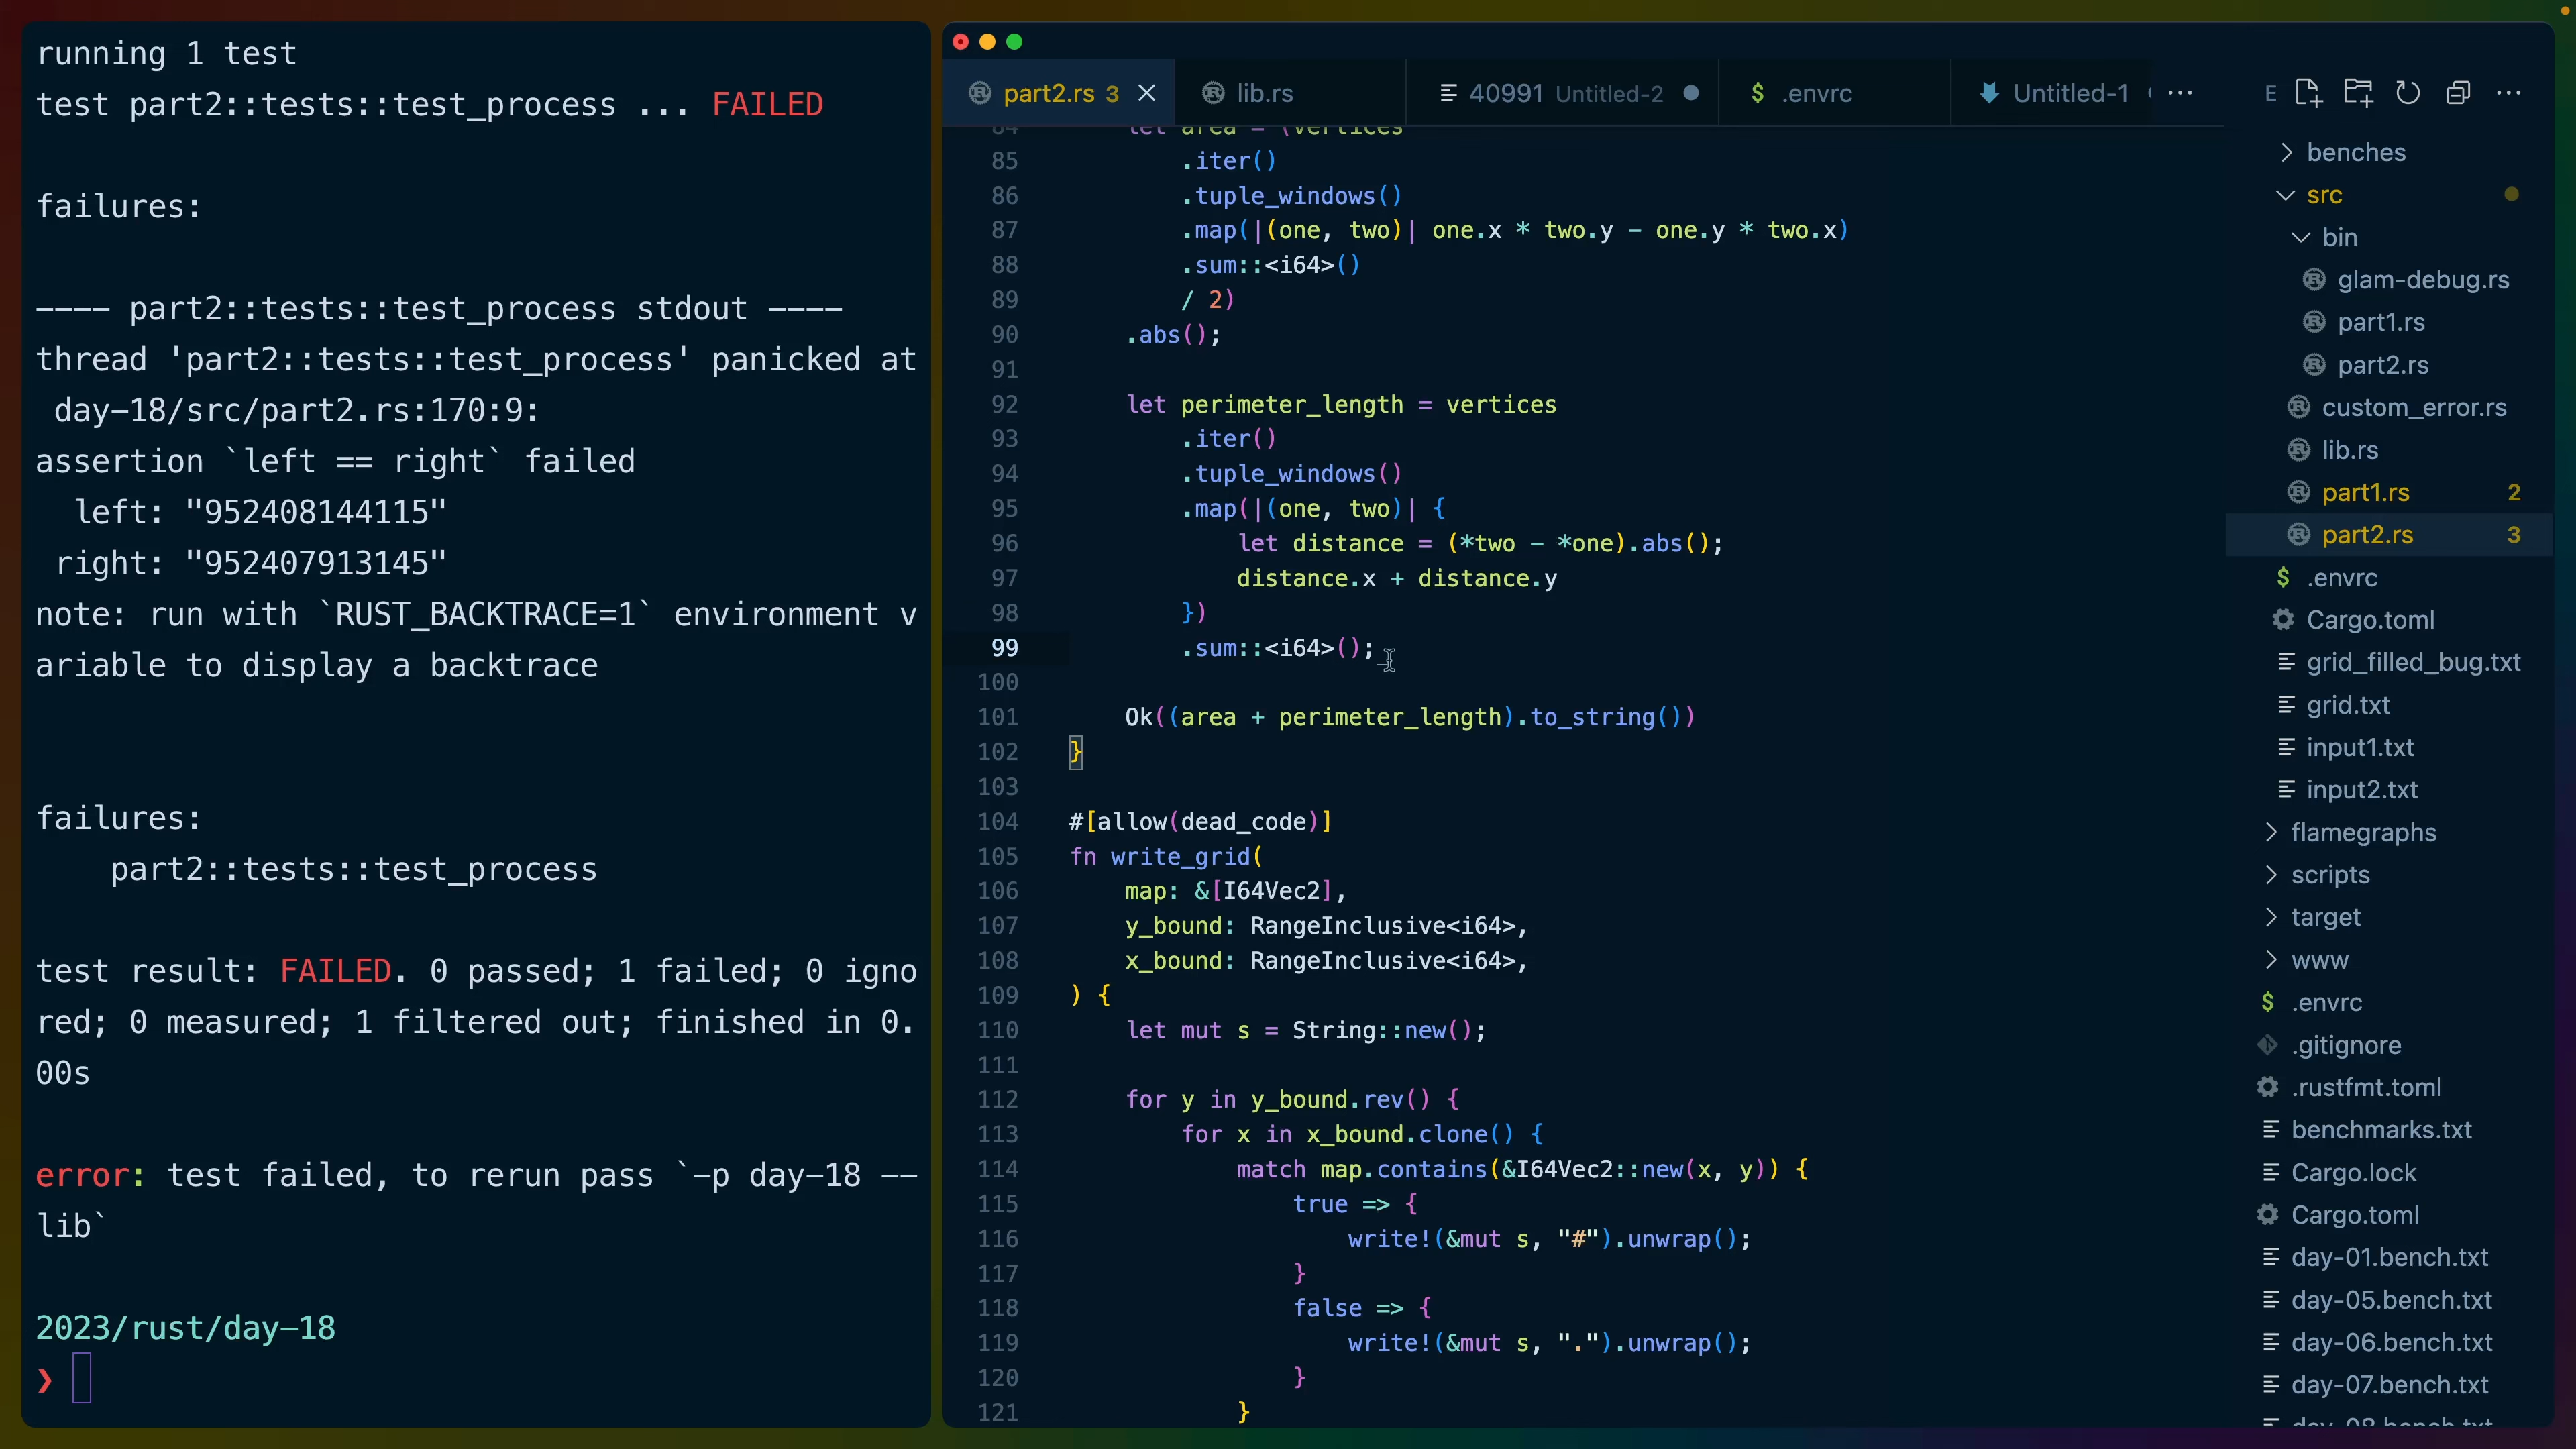 running 1 test
test part2::tests::test_process ... FAILED
failures:
---- part2::tests::test_process stdout ----
thread 'part2::tests::test_process' panicked at
 day-18/src/part2.rs:170:9:
assertion `left == right` failed
  left: "952408144115"
 right: "952407913145"
note: run with `RUST_BACKTRACE=1` environment v
ariable to display a backtrace
failures:
    part2::tests::test_process
test result: FAILED. 0 passed; 1 failed; 0 igno
red; 0 measured; 1 filtered out; finished in 0.
00s
error: test failed, to rerun pass `-p day-18 --
lib`
2023/rust/day-18
❯
part2.rs 3
lib.rs
40991 Untitled-2
$ .envrc
Untitled-1
84 let area = (vertices
85 .iter()
86 .tuple_windows()
87 .map(|(one, two)| one.x * two.y - one.y * two.x)
88 .sum::<i64>()
89 / 2)
90 .abs();
91
92 let perimeter_length = vertices
93 .iter()
94 .tuple_windows()
95 .map(|(one, two)| {
96 let distance = (*two - *one).abs();
97 distance.x + distance.y
98 })
99 .sum::<i64>();
100
101 Ok((area + perimeter_length).to_string())
102 }
103
104 #[allow(dead_code)]
105 fn write_grid(
106 map: &[I64Vec2],
107 y_bound: RangeInclusive<i64>,
108 x_bound: RangeInclusive<i64>,
109 ) {
110 let mut s = String::new();
111
112 for y in y_bound.rev() {
113 for x in x_bound.clone() {
114 match map.contains(&I64Vec2::new(x, y)) {
115 true => {
116 write!(&mut s, "#").unwrap();
117 }
118 false => {
119 write!(&mut s, ".").unwrap();
120 }
121 }
E
benches
src
bin
glam-debug.rs
part1.rs
part2.rs
custom_error.rs
lib.rs
part1.rs 2
part2.rs 3
$ .envrc
Cargo.toml
grid_filled_bug.txt
grid.txt
input1.txt
input2.txt
flamegraphs
scripts
target
www
$ .envrc
.gitignore
.rustfmt.toml
benchmarks.txt
Cargo.lock
Cargo.toml
day-01.bench.txt
day-05.bench.txt
day-06.bench.txt
day-07.bench.txt
day-08.bench.txt